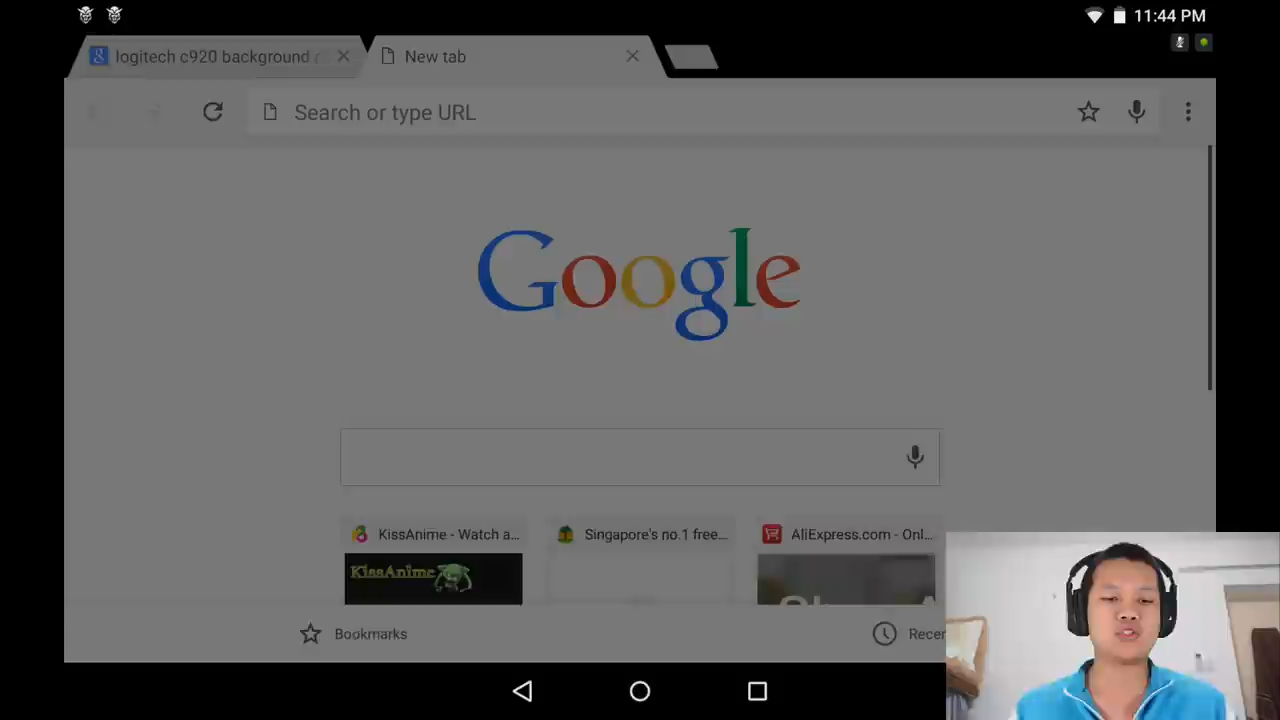 11:44 PM
logitech c920 background
New tab
Search or type URL
Google
KissAnime - Watch a...
Singapore's no.1 free...
AliExpress.com - Onl...
KissAnime
Bookmarks
Recen